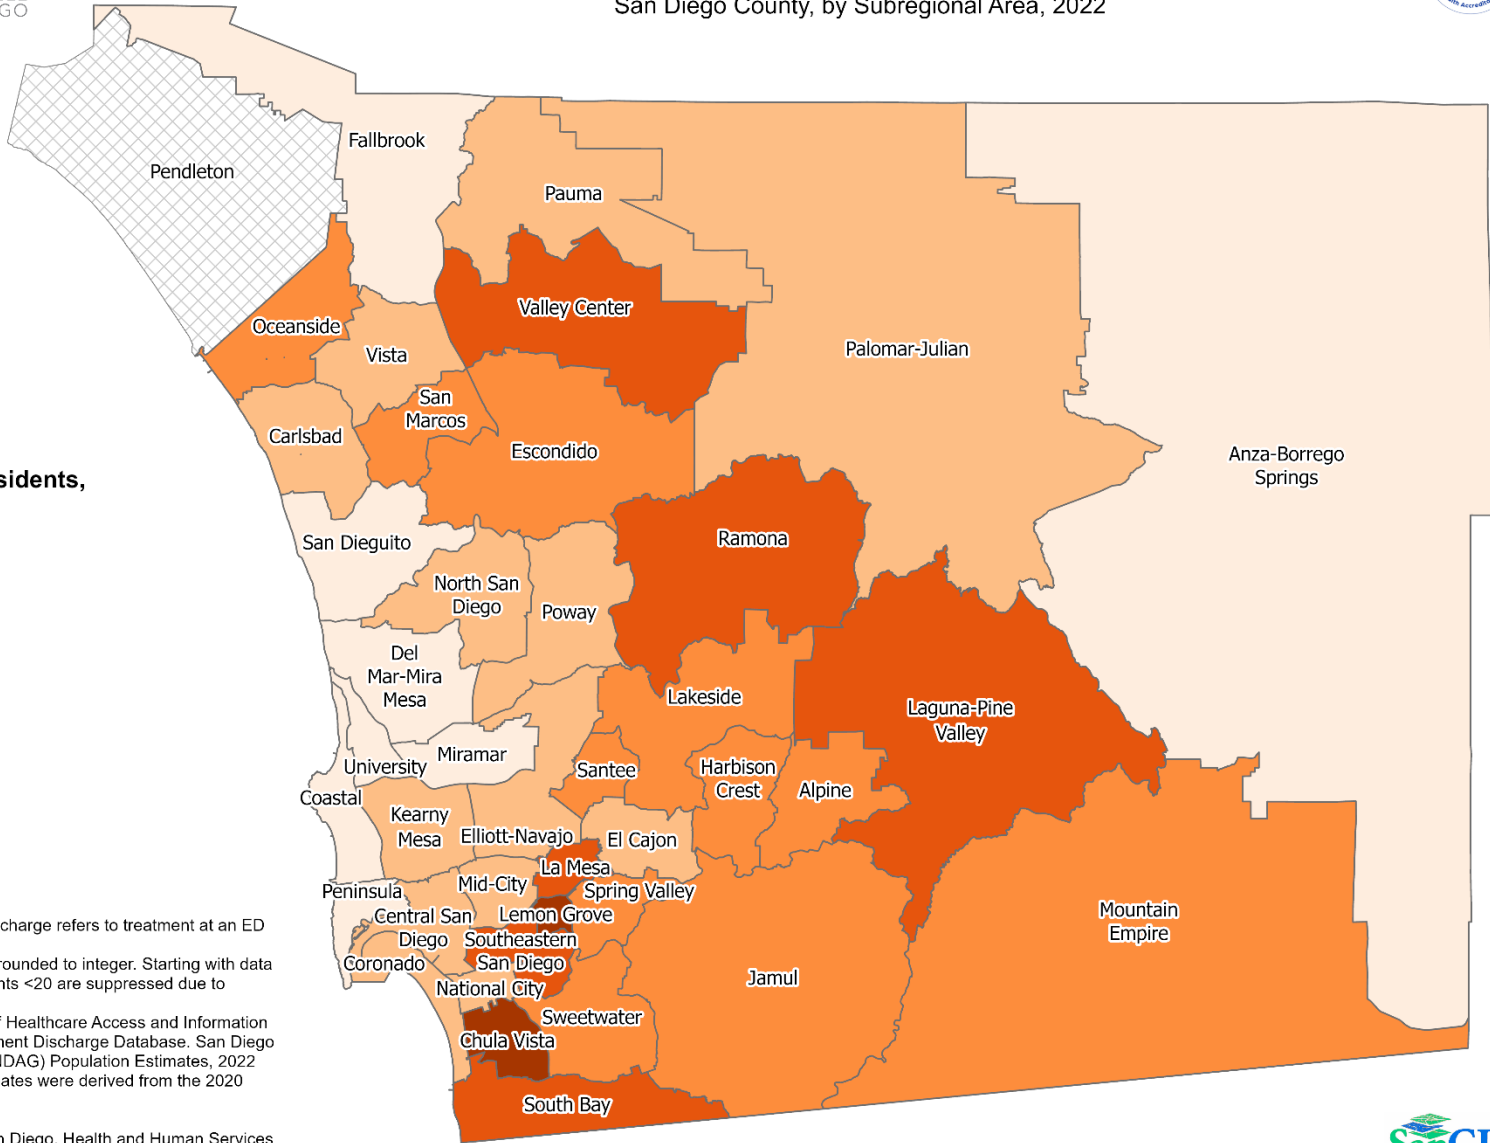 GO
San Diego County, by Subregional Area, 2022
Pendleton
Fallbrook
Pauma
Valley Center
Oceanside
Vista
Palomar-Julian
San
Marcos
Carlsbad
Escondido
Anza-Borrego
Springs
sidents,
San Dieguito
Ramona
North San
Diego
Poway
Del
Mar-Mira
Mesa
Lakeside
Laguna-Pine
Valley
Miramar
University
Santee
Harbison
Crest
Alpine
Coastal
Kearny
Mesa
Elliott-Navajo
El Cajon
La Mesa
Mid-City
Spring Valley
Peninsula
Central San
Diego
Lemon Grove
Mountain
Empire
Southeastern
San Diego
Coronado
Jamul
National City
Sweetwater
Chula Vista
South Bay
charge refers to treatment at an ED
rounded to integer. Starting with data
nts <20 are suppressed due to
f Healthcare Access and Information
ment Discharge Database. San Diego
NDAG) Population Estimates, 2022
ates were derived from the 2020
n Diego, Health and Human Services